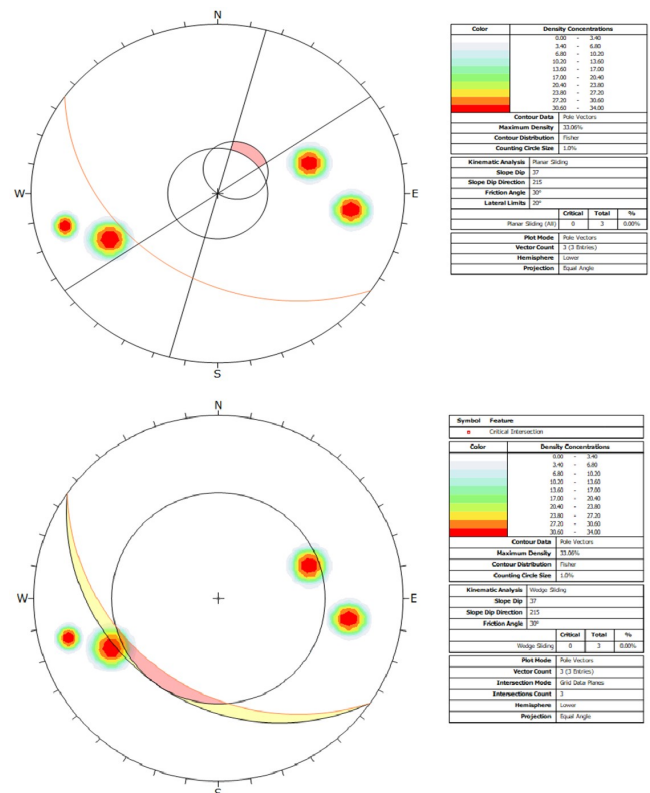 N
W
E
S
Color Density Concentrations
0.00 - 3.40
3.40 - 6.80
6.80 - 10.20
10.20 - 13.60
13.60 - 17.00
17.00 - 20.40
20.40 - 23.80
23.80 - 27.20
27.20 - 30.60
30.60 - 34.00
Contour Data Pole Vectors
Maximum Density 33.06%
Contour Distribution Fisher
Counting Circle Size 1.0%
Kinematic Analysis Planar Sliding
Slope Dip 37
Slope Dip Direction 215
Friction Angle 30°
Lateral Limits 20°
Critical Total %
Planar Sliding (All) 0 3 0.00%
Plot Mode Pole Vectors
Vector Count 3 (3 Entries)
Hemisphere Lower
Projection Equal Angle
N
W
E
S
Symbol Feature
Critical Intersection
Color Density Concentrations
0.00 - 3.40
3.40 - 6.80
6.80 - 10.20
10.20 - 13.60
13.60 - 17.00
17.00 - 20.40
20.40 - 23.80
23.80 - 27.20
27.20 - 30.60
30.60 - 34.00
Contour Data Pole Vectors
Maximum Density 33.06%
Contour Distribution Fisher
Counting Circle Size 1.0%
Kinematic Analysis Wedge Sliding
Slope Dip 37
Slope Dip Direction 215
Friction Angle 30°
Critical Total %
Wedge Sliding 0 3 0.00%
Plot Mode Pole Vectors
Vector Count 3 (3 Entries)
Intersection Mode Grid Data Planes
Intersections Count 3
Hemisphere Lower
Projection Equal Angle